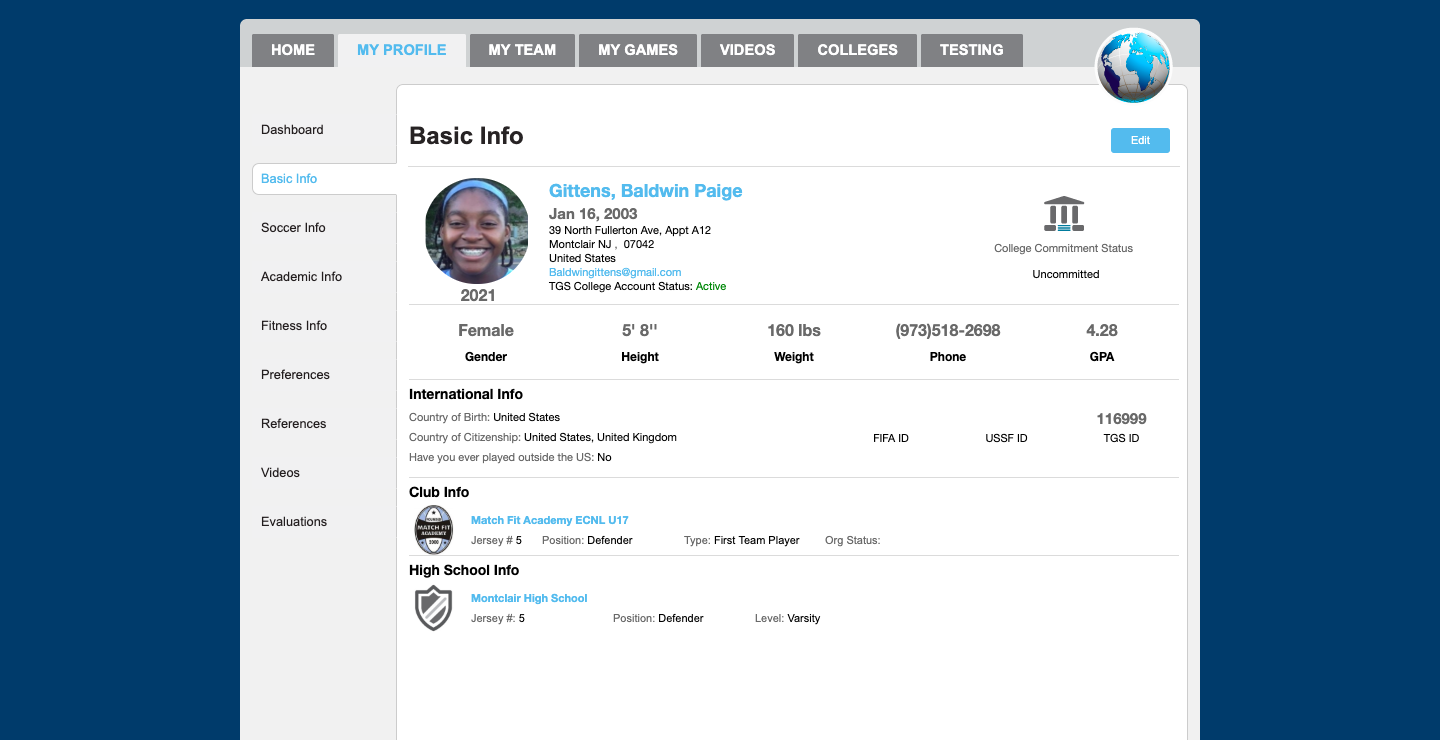 HOME MY PROFILE MY TEAM MY GAMES VIDEOS COLLEGES TESTING
Dashboard
Basic Info
Soccer Info
Academic Info
Fitness Info
Preferences
References
Videos
Evaluations
Basic Info
Edit
Gittens, Baldwin Paige
Jan 16, 2003
39 North Fullerton Ave, Appt A12
Montclair NJ , 07042
United States
Baldwingittens@gmail.com
TGS College Account Status: Active
2021
College Commitment Status
Uncommitted
Female 5' 8'' 160 lbs (973)518-2698 4.28
Gender Height Weight Phone GPA
International Info
Country of Birth: United States
Country of Citizenship: United States, United Kingdom
Have you ever played outside the US: No
116999
FIFA ID USSF ID TGS ID
Club Info
MATCH FIT
ACADEMY
Match Fit Academy ECNL U17
Jersey # 5 Position: Defender Type: First Team Player Org Status:
High School Info
Montclair High School
Jersey #: 5 Position: Defender Level: Varsity